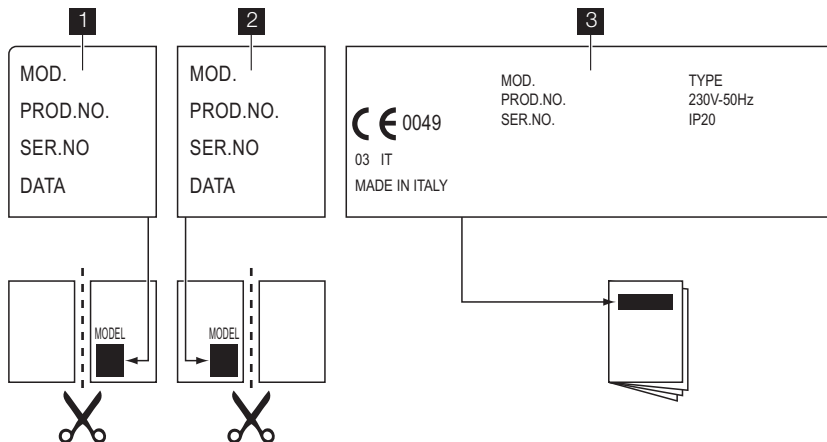 1
MOD.
PROD.NO.
SER.NO
DATA
2
MOD.
PROD.NO.
SER.NO
DATA
3
CE 0049
03 IT
MADE IN ITALY
MOD.
PROD.NO.
SER.NO.
TYPE
230V-50Hz
IP20
MODEL
MODEL